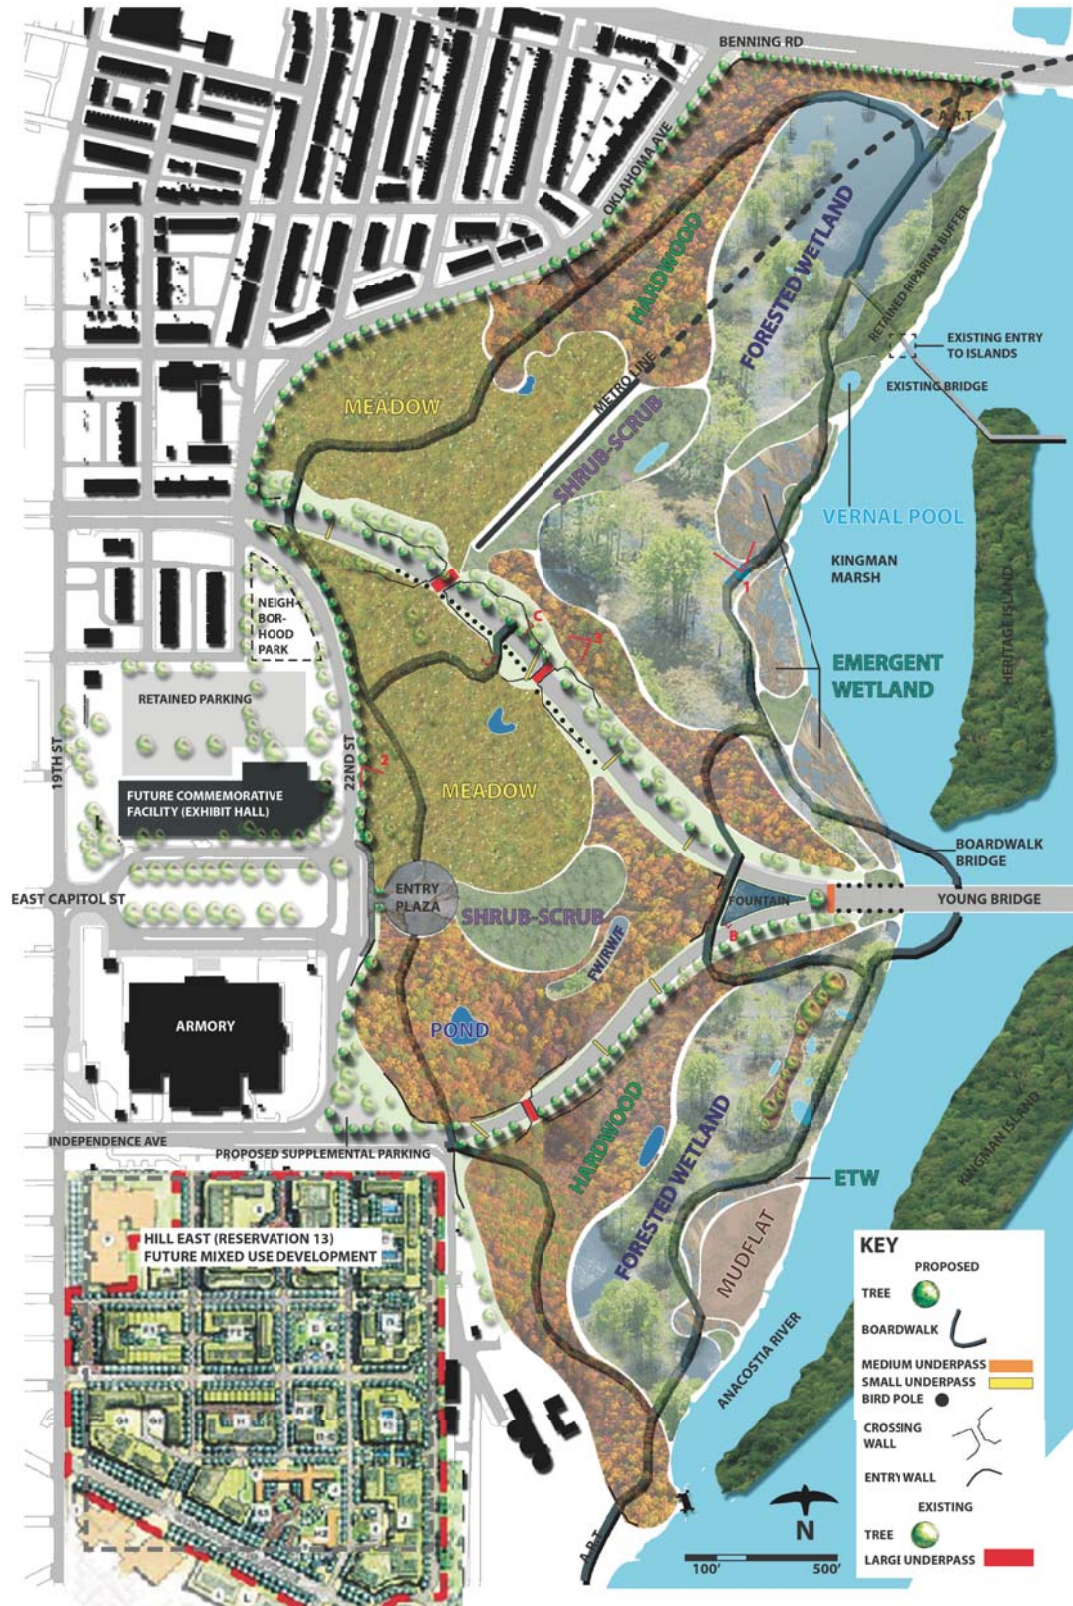 BENNING RD
OKLAHOMA AVE
A.R.T
HARDWOOD
FORESTED WETLAND
RETAINED RIPARIAN BUFFER
EXISTING ENTRY
TO ISLANDS
EXISTING BRIDGE
METRO LINE
MEADOW
SHRUB-SCRUB
VERNAL POOL
KINGMAN
MARSH
1
C
3
NEIGH-
BOR-
HOOD
PARK
EMERGENT
WETLAND
HERITAGE ISLAND
RETAINED PARKING
19TH ST
22ND ST
2
FUTURE COMMEMORATIVE
FACILITY (EXHIBIT HALL)
MEADOW
BOARDWALK
BRIDGE
EAST CAPITOL ST
ENTRY
PLAZA
FOUNTAIN
YOUNG BRIDGE
SHRUB-SCRUB
B
FW/RW/F
ARMORY
POND
HARDWOOD
FORESTED WETLAND
INDEPENDENCE AVE
PROPOSED SUPPLEMENTAL PARKING
KINGMAN ISLAND
ETW
MUDFLAT
HILL EAST (RESERVATION 13)
FUTURE MIXED USE DEVELOPMENT
ANACOSTIA RIVER
KEY
PROPOSED
TREE
BOARDWALK
MEDIUM UNDERPASS
SMALL UNDERPASS
BIRD POLE
CROSSING
WALL
ENTRY WALL
EXISTING
TREE
LARGE UNDERPASS
N
100'
500'
A.R.T